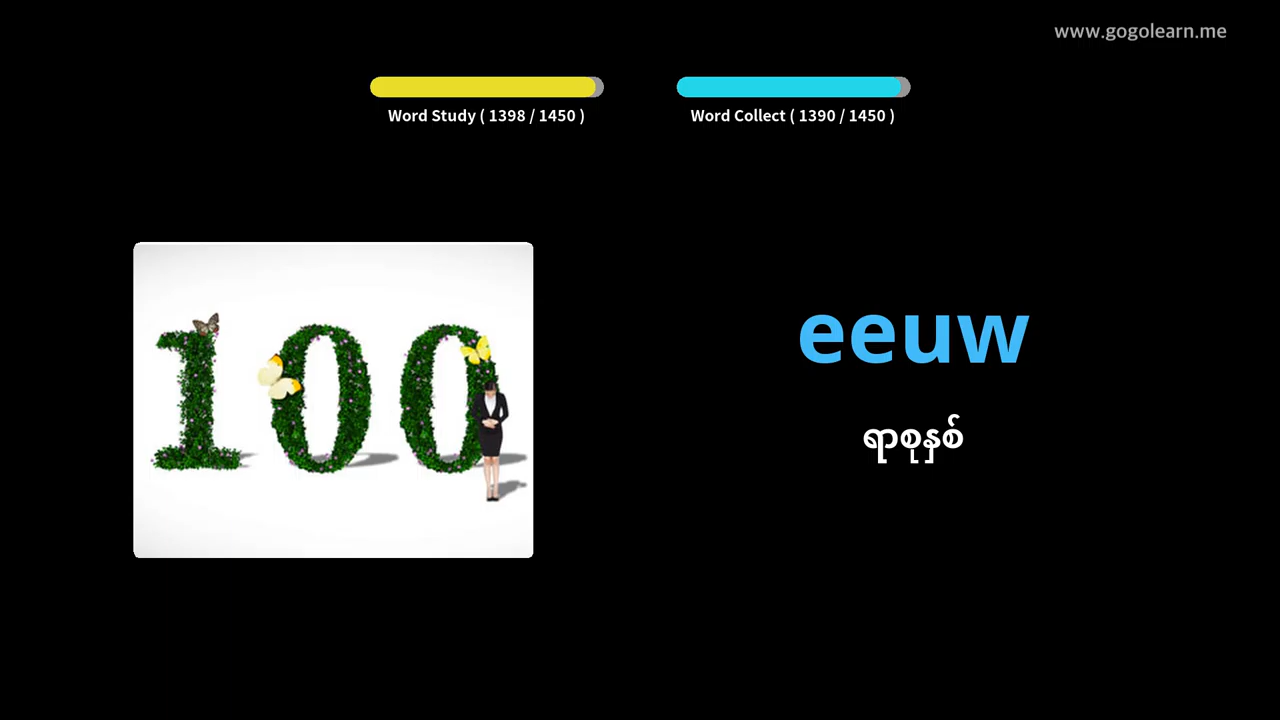 www.gogolearn.me
Word Study ( 1398 / 1450 )
Word Collect ( 1390 / 1450 )
100
eeuw
ရာစုနှစ်